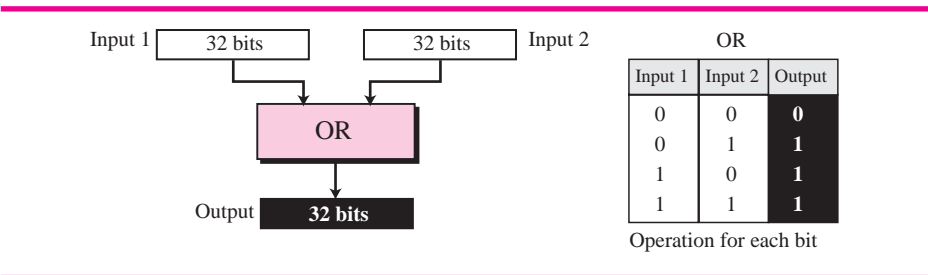 Input 1 32 bits 32 bits Input 2
OR
Output 32 bits
OR
Input 1 Input 2 Output
0 0 0
0 1 1
1 0 1
1 1 1
Operation for each bit